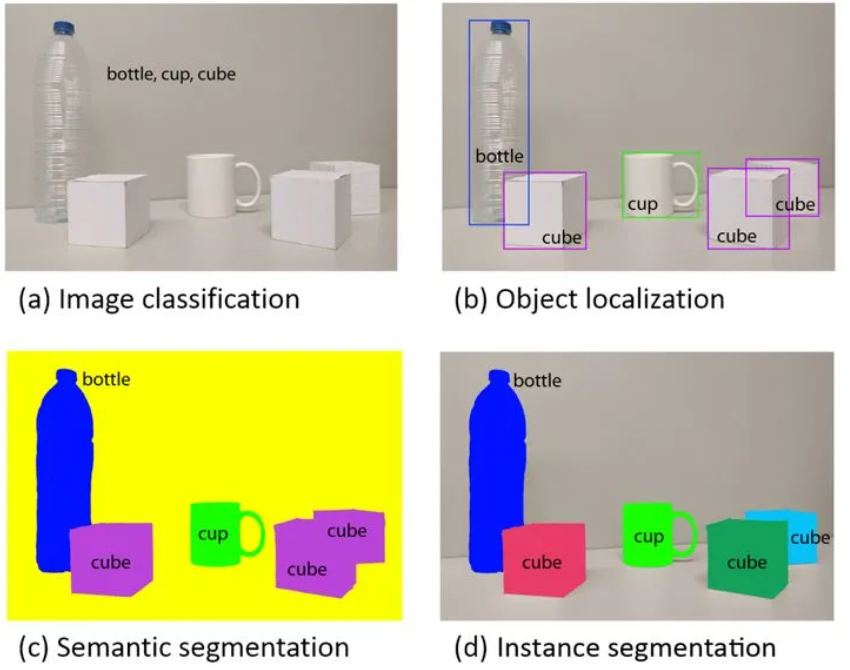 bottle, cup, cube
(a) Image classification
bottle
cup
cube
cube
cube
(b) Object localization
bottle
cube
cup
cube
cube
(c) Semantic segmentation
bottle
cube
cup
cube
cube
(d) Instance segmentation